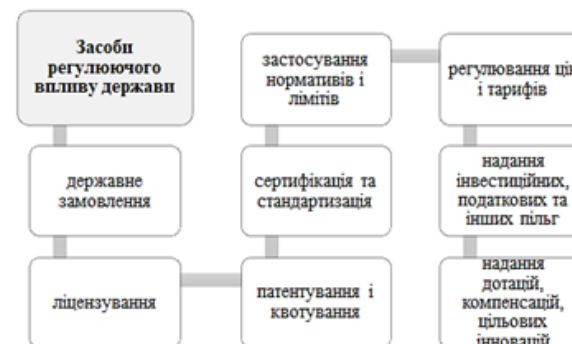 Засоби
регулюючого
впливу держави
державне
замовлення
ліцензування
патентування і
квотування
сертифікація та
стандартизація
застосування
нормативів і
лімітів
регулювання
і тарифів
надання
інвестиційних,
податкових та
інших пільг
надання
дотацій,
компенсацій,
цільових
інновацій